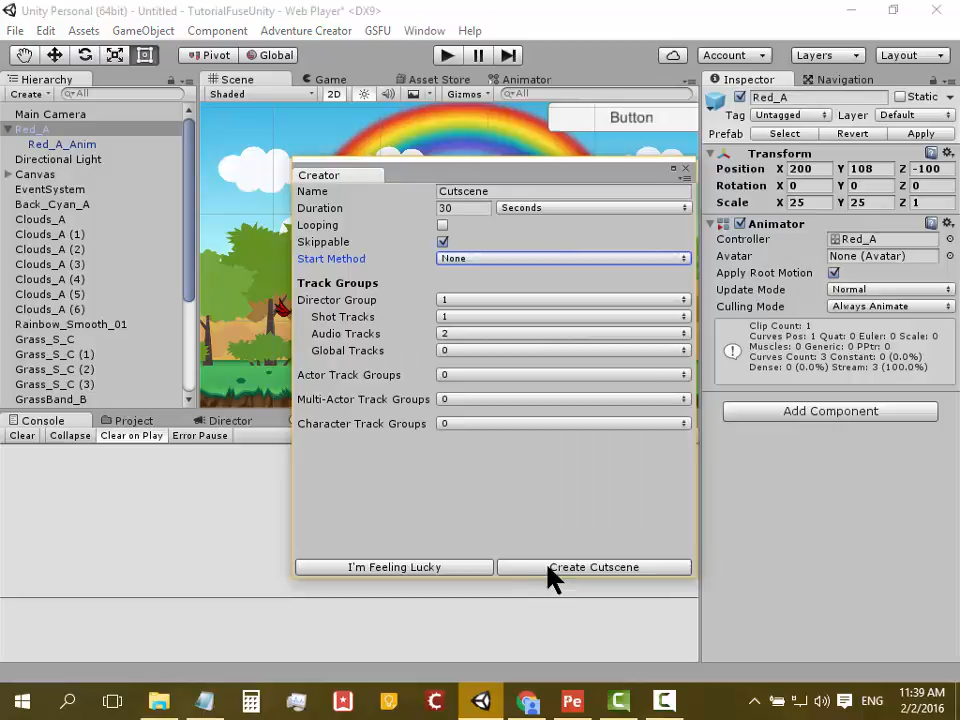 Unity Personal (64bit) - Untitled - TutorialFuseUnity - Web Player* <DX9>
File Edit Assets GameObject Component Adventure Creator GSFU Window Help
Pivot Global Account Layers Layout
Hierarchy Scene Game Asset Store Animator Inspector Navigation
Create All Shaded 2D Gizmos All
Red_A Static
Main Camera
Red_A
Red_A_Anim
Directional Light
Canvas
EventSystem
Back_Cyan_A
Clouds_A
Clouds_A (1)
Clouds_A (2)
Clouds_A (3)
Clouds_A (4)
Clouds_A (5)
Clouds_A (6)
Rainbow_Smooth_01
Grass_S_C
Grass_S_C (1)
Grass_S_C (2)
Grass_S_C (3)
GrassBand_B
Button
Creator
Name Cutscene
Duration 30 Seconds
Looping
Skippable
Start Method None
Track Groups
Director Group 1
Shot Tracks 1
Audio Tracks 2
Global Tracks 0
Actor Track Groups 0
Multi-Actor Track Groups 0
Character Track Groups 0
I'm Feeling Lucky Create Cutscene
Tag Untagged Layer Default
Prefab Select Revert Apply
Transform
Position X 200 Y 108 Z -100
Rotation X 0 Y 0 Z 0
Scale X 25 Y 25 Z 1
Animator
Controller Red_A
Avatar None (Avatar)
Apply Root Motion
Update Mode Normal
Culling Mode Always Animate
Clip Count: 1
Curves Pos: 1 Quat: 0 Euler: 0 Scale: 0
Muscles: 0 Generic: 0 PPtr: 0
Curves Count: 3 Constant: 0 (0.0%)
Dense: 0 (0.0%) Stream: 3 (100.0%)
Add Component
Console Project Director
Clear Collapse Clear on Play Error Pause
Pe ENG 11:39 AM
2/2/2016